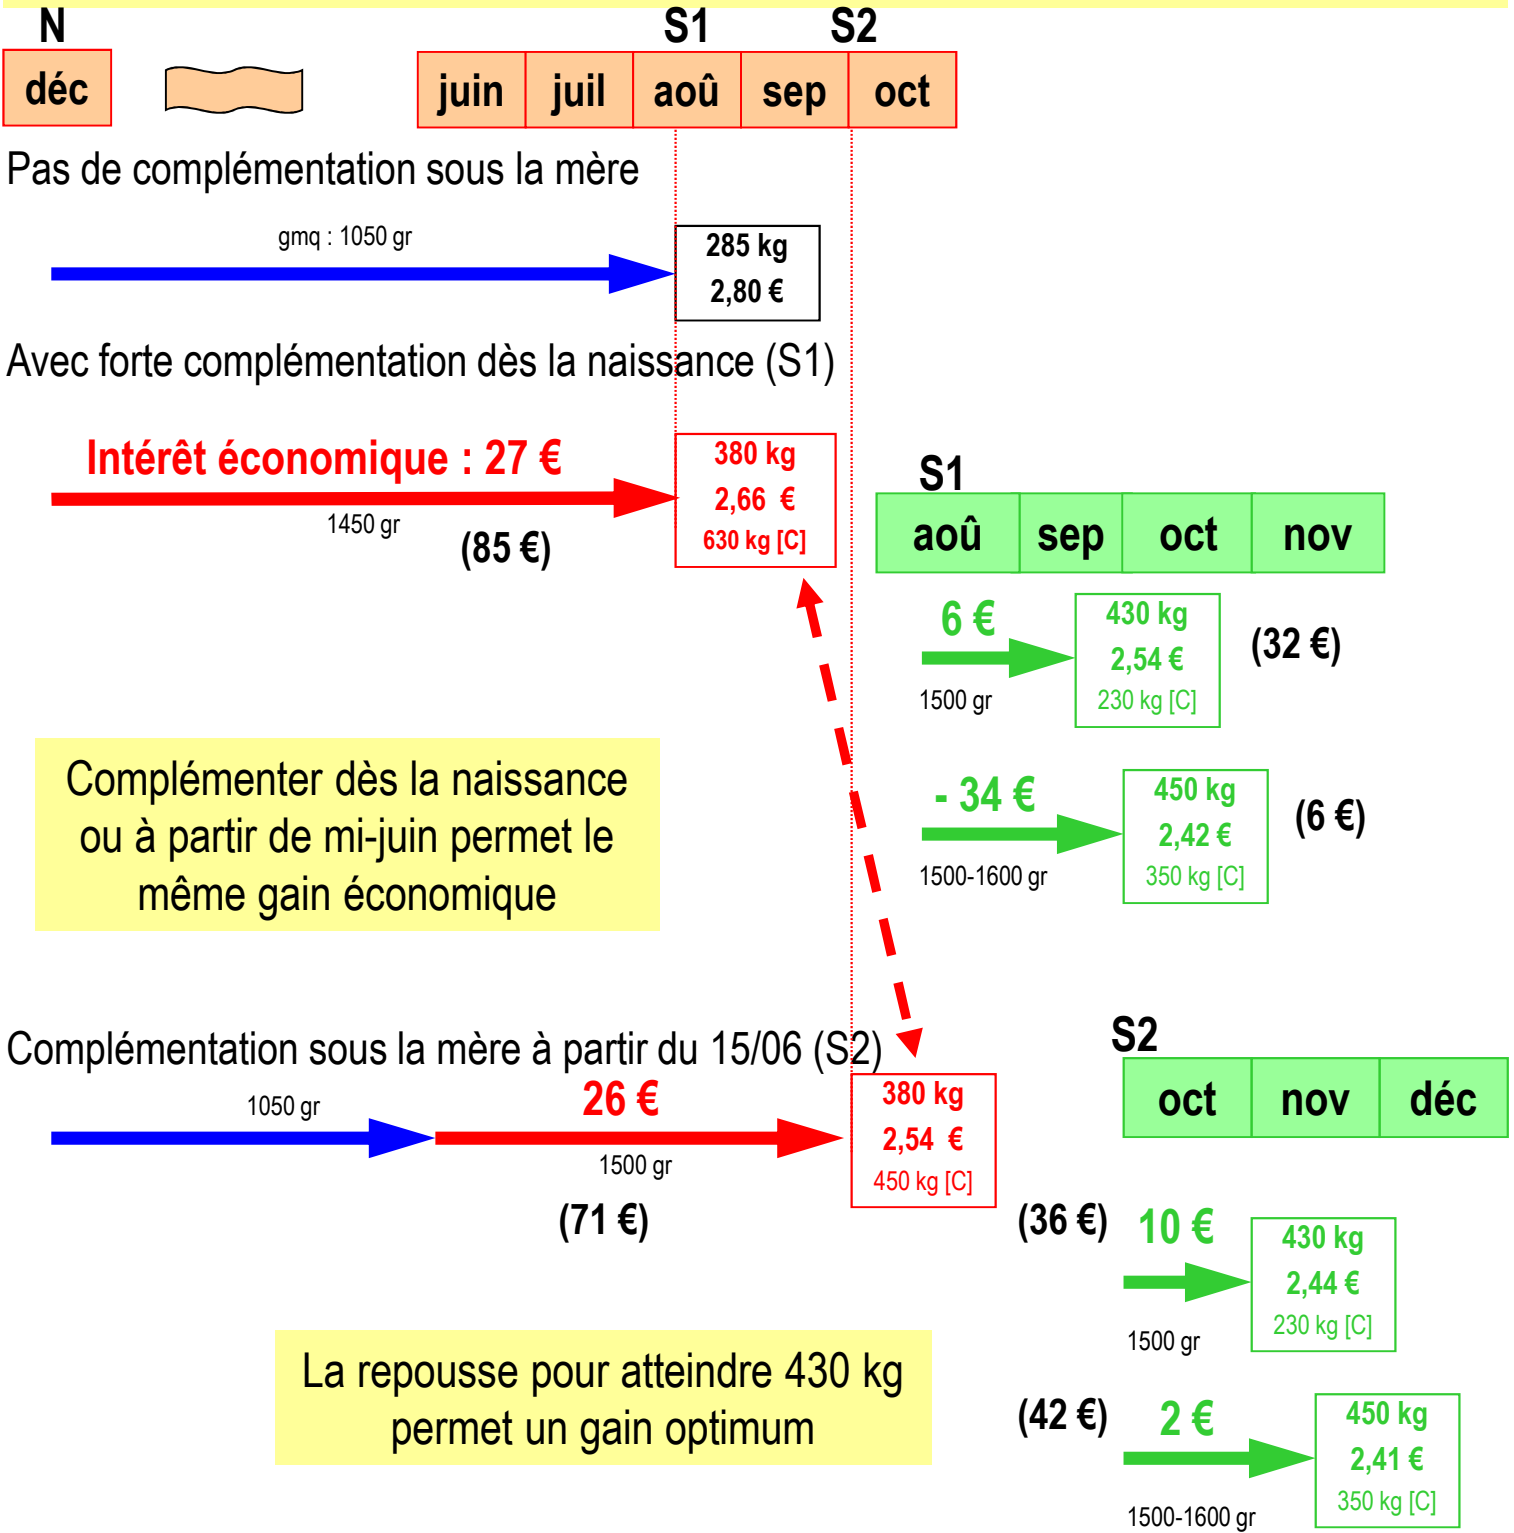 N
S1
S2
déc
juin
juil
aoû
sep
oct
Pas de complémentation sous la mère
gmq : 1050 gr
285 kg
2,80 €
Avec forte complémentation dès la naissance (S1)
Intérêt économique : 27 €
1450 gr
(85 €)
380 kg
2,66 €
630 kg [C]
S1
aoû
sep
oct
nov
6 €
1500 gr
430 kg
2,54 €
230 kg [C]
(32 €)
- 34 €
1500-1600 gr
450 kg
2,42 €
350 kg [C]
(6 €)
Complémenter dès la naissance
ou à partir de mi-juin permet le
même gain économique
Complémentation sous la mère à partir du 15/06 (S2)
1050 gr
26 €
1500 gr
(71 €)
380 kg
2,54 €
450 kg [C]
S2
oct
nov
déc
(36 €)
10 €
1500 gr
430 kg
2,44 €
230 kg [C]
La repousse pour atteindre 430 kg
permet un gain optimum
(42 €)
2 €
1500-1600 gr
450 kg
2,41 €
350 kg [C]